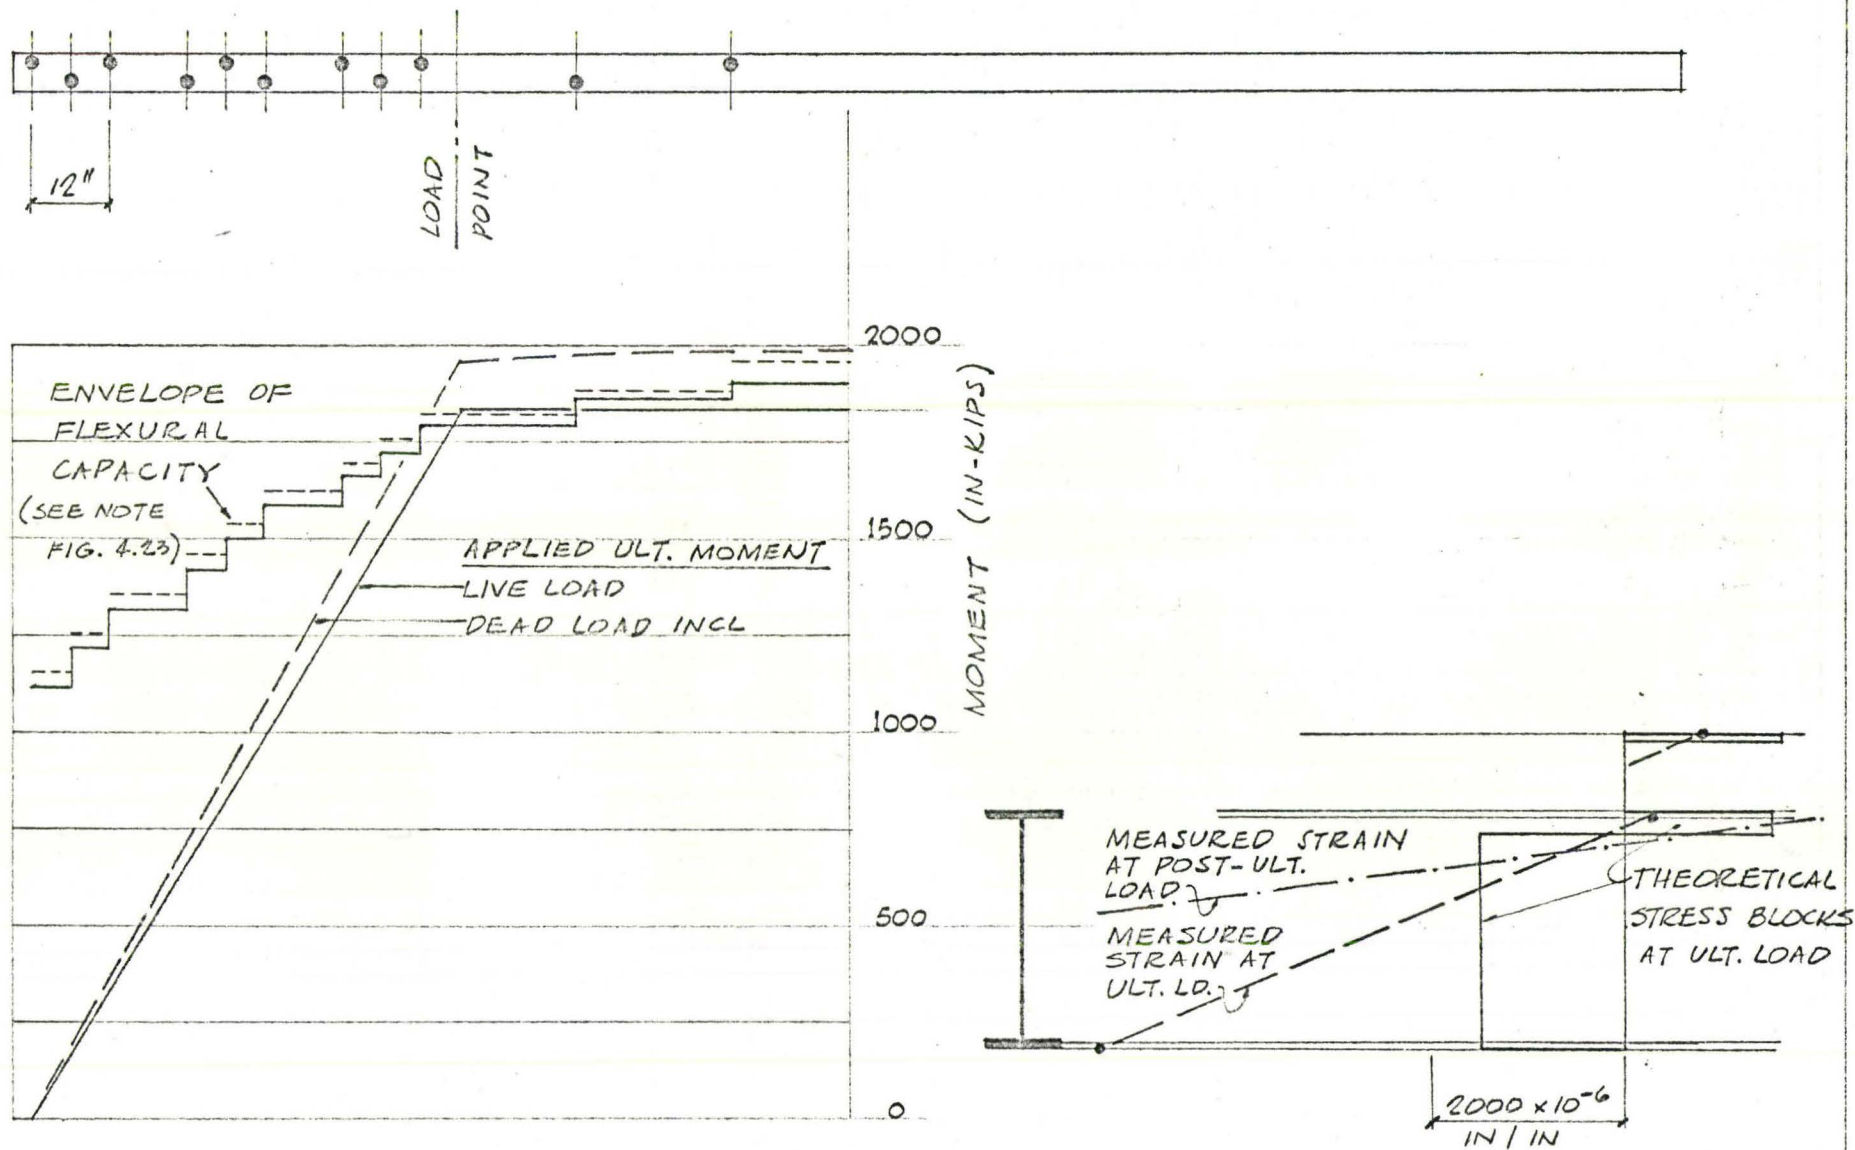 12"
LOAD
POINT
2000
ENVELOPE OF
FLEXURAL
CAPACITY
(SEE NOTE
FIG. 4.23)
1500
APPLIED ULT. MOMENT
LIVE LOAD
DEAD LOAD INCL
MOMENT (IN-KIPS)
1000
500
0
MEASURED STRAIN
AT POST-ULT.
LOAD
MEASURED
STRAIN AT
ULT. LD.
THEORETICAL
STRESS BLOCKS
AT ULT. LOAD
2000 x 10-6
IN / IN